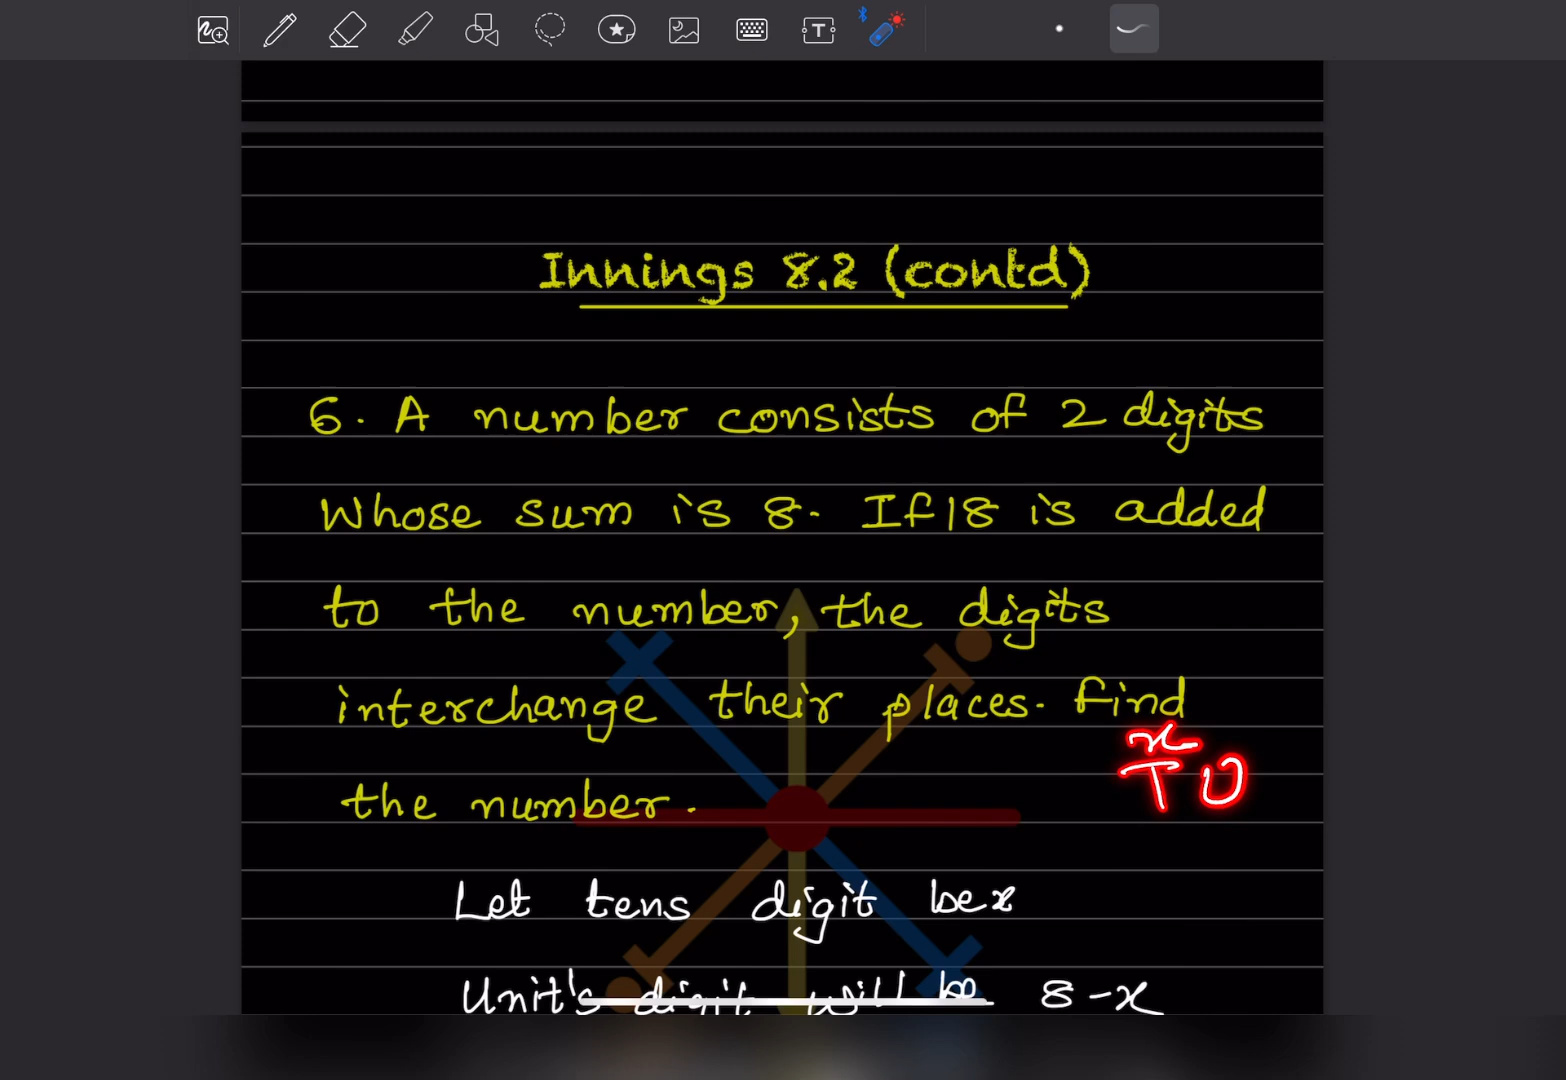 Innings 8.2 (contd)
6. A number consists of 2 digits
Whose sum is 8. If 18 is added
to the number, the digits
interchange their places. Find
x
T U
the number.
Let tens digit be x
Unit's digit will be 8-x